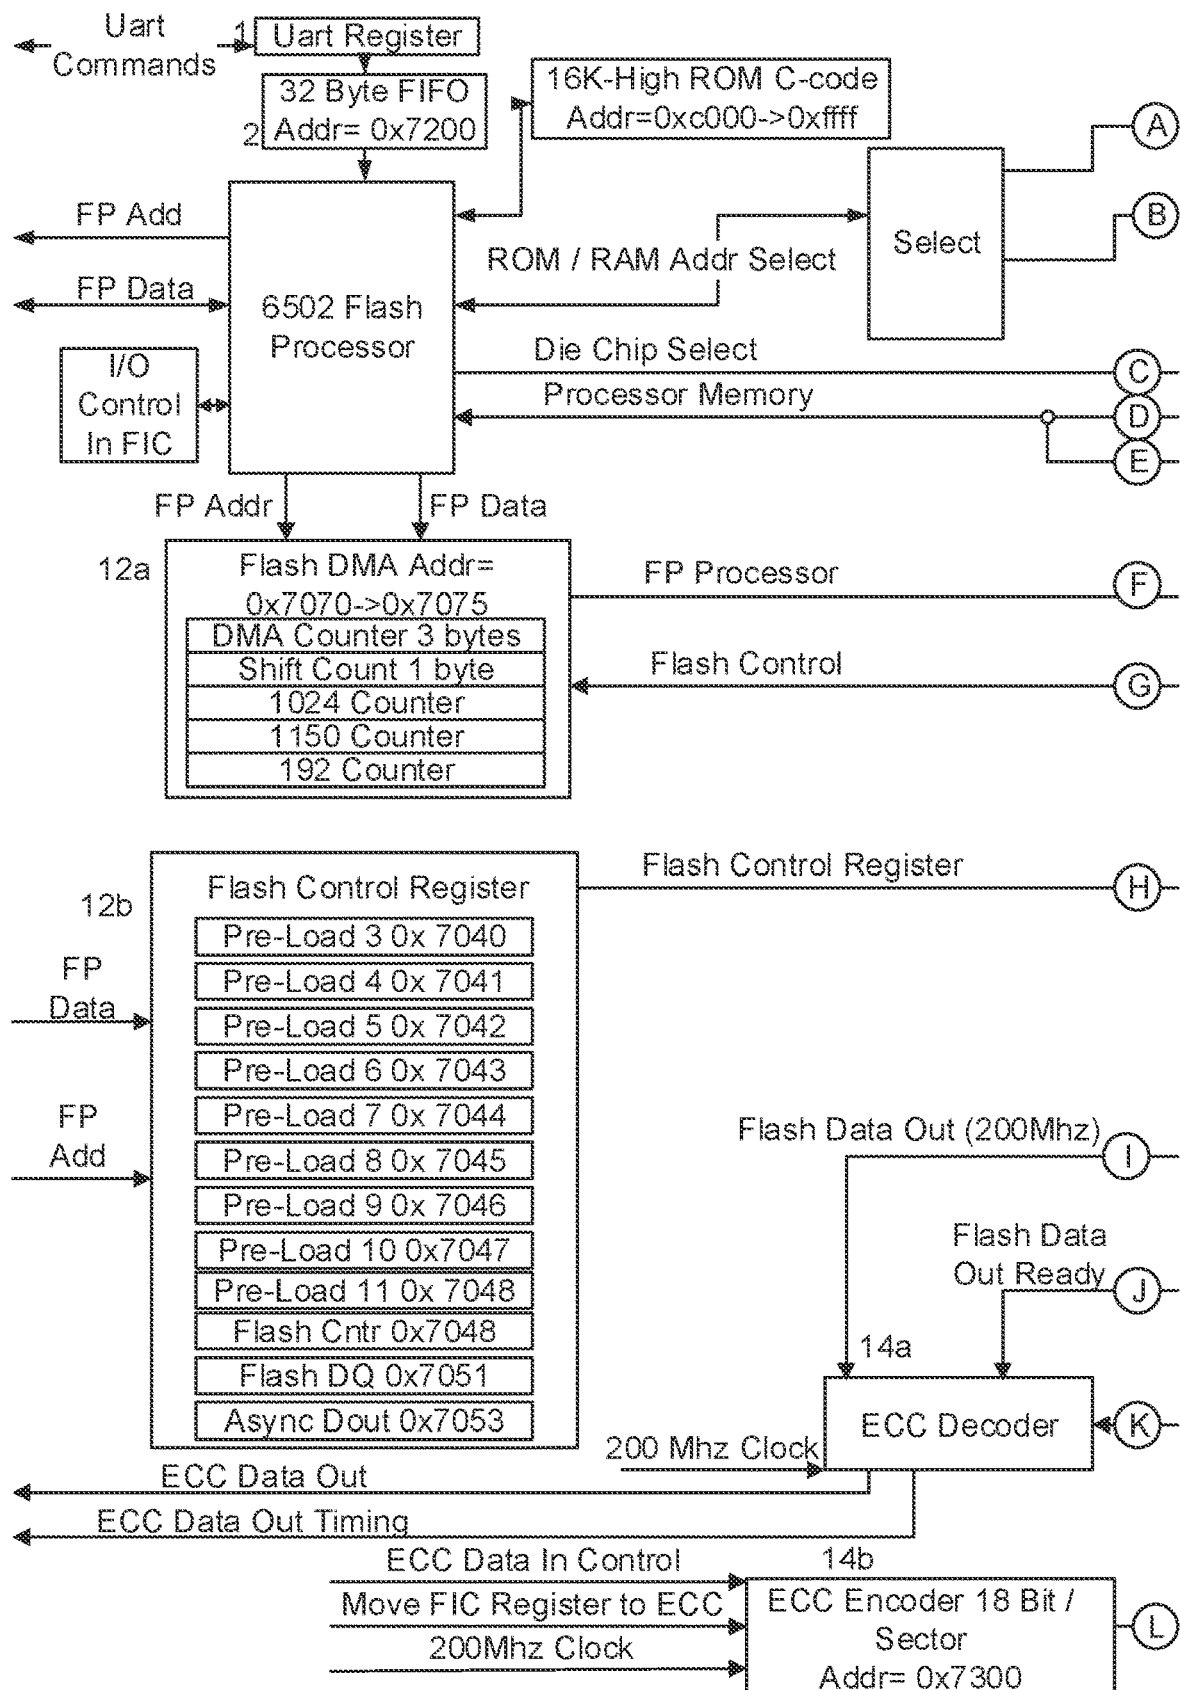 Uart
Commands
1
Uart Register
32 Byte FIFO
2
Addr= 0x7200
16K-High ROM C-code
Addr=0xc000->0xffff
A
B
Select
FP Add
ROM / RAM Addr Select
FP Data
6502 Flash
Processor
I/O
Control
In FIC
Die Chip Select
C
Processor Memory
D
E
FP Addr
FP Data
12a
Flash DMA Addr=
0x7070->0x7075
DMA Counter 3 bytes
Shift Count 1 byte
1024 Counter
1150 Counter
192 Counter
FP Processor
F
Flash Control
G
12b
Flash Control Register
Flash Control Register
H
Pre-Load 3 0x 7040
Pre-Load 4 0x 7041
Pre-Load 5 0x 7042
Pre-Load 6 0x 7043
Pre-Load 7 0x 7044
Pre-Load 8 0x 7045
Pre-Load 9 0x 7046
Pre-Load 10 0x7047
Pre-Load 11 0x 7048
Flash Cntr 0x7048
Flash DQ 0x7051
Async Dout 0x7053
FP
Data
FP
Add
Flash Data Out (200Mhz)
I
Flash Data
Out Ready
J
14a
ECC Decoder
K
200 Mhz Clock
ECC Data Out
ECC Data Out Timing
ECC Data In Control
14b
Move FIC Register to ECC
200Mhz Clock
ECC Encoder 18 Bit /
Sector
Addr= 0x7300
L